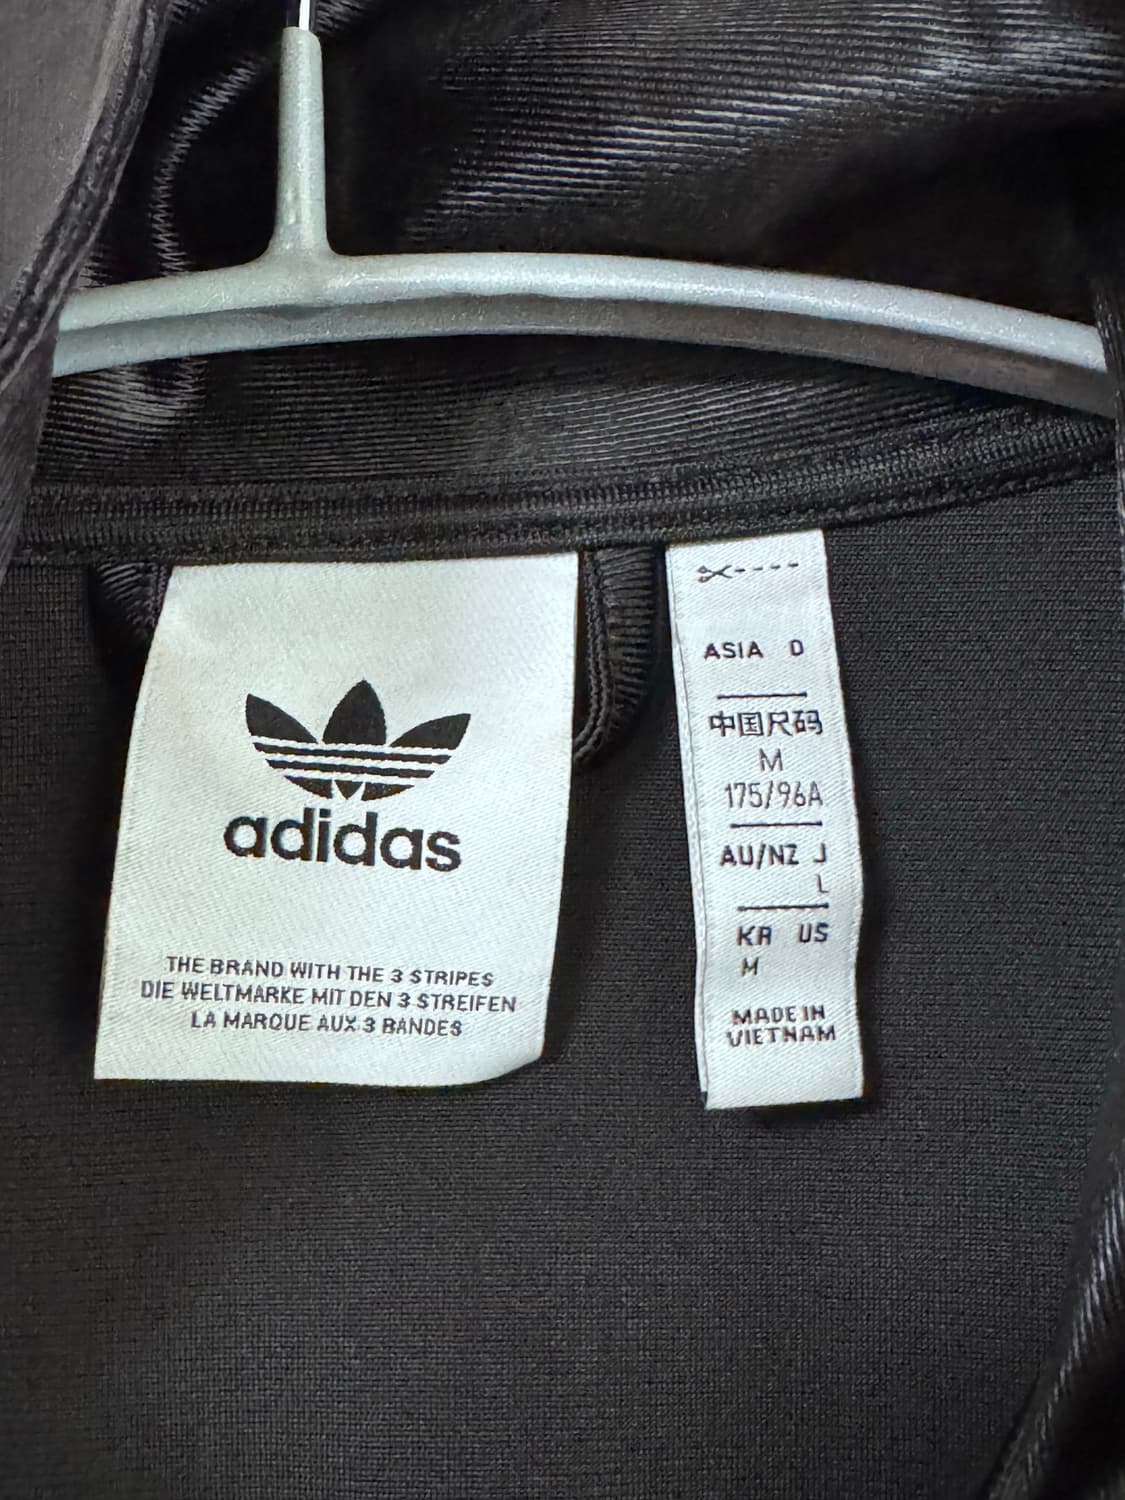 adidas
THE BRAND WITH THE 3 STRIPES
DIE WELTMARKE MIT DEN 3 STREIFEN
LA MARQUE AUX 3 BANDES
ASIA O
中国尺码
M
175/96A
AU/NZ J
L
KR US
M
MADE IN
VIETNAM